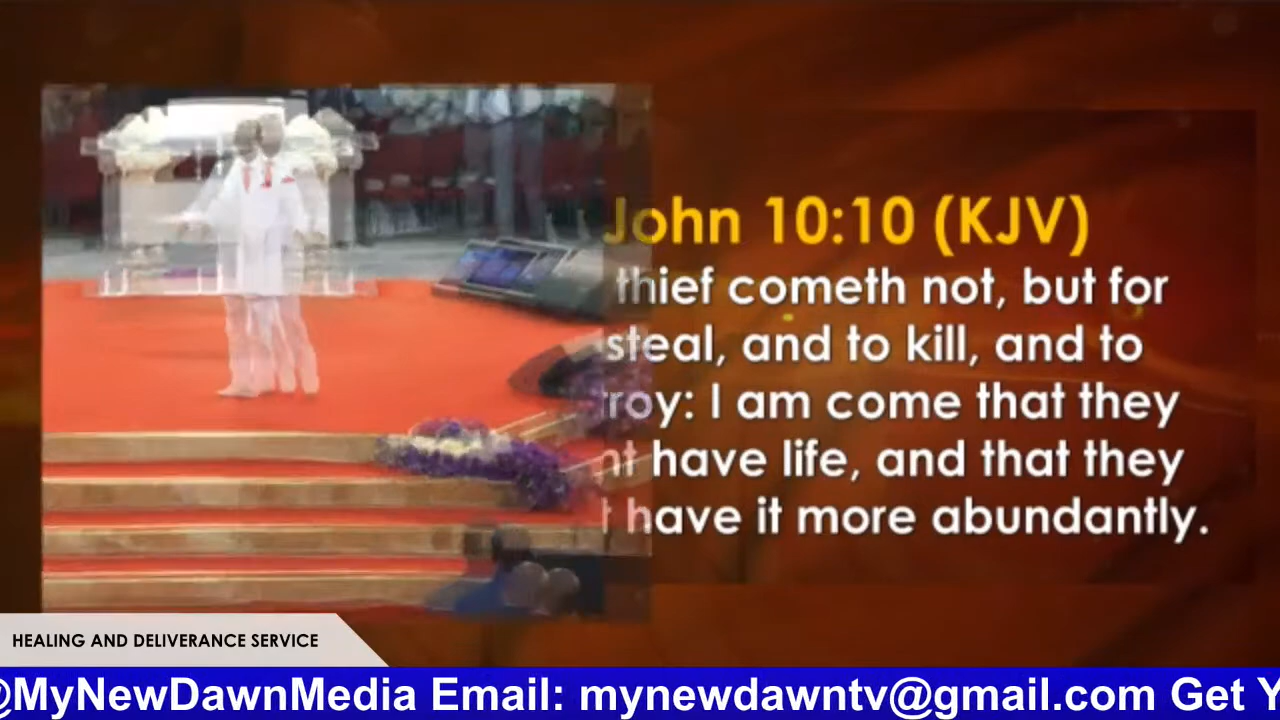 John 10:10 (KJV)
thief cometh not, but for
steal, and to kill, and to
troy: I am come that they
ht have life, and that they
t have it more abundantly.
HEALING AND DELIVERANCE SERVICE
@MyNewDawnMedia Email: mynewdawntv@gmail.com Get Y